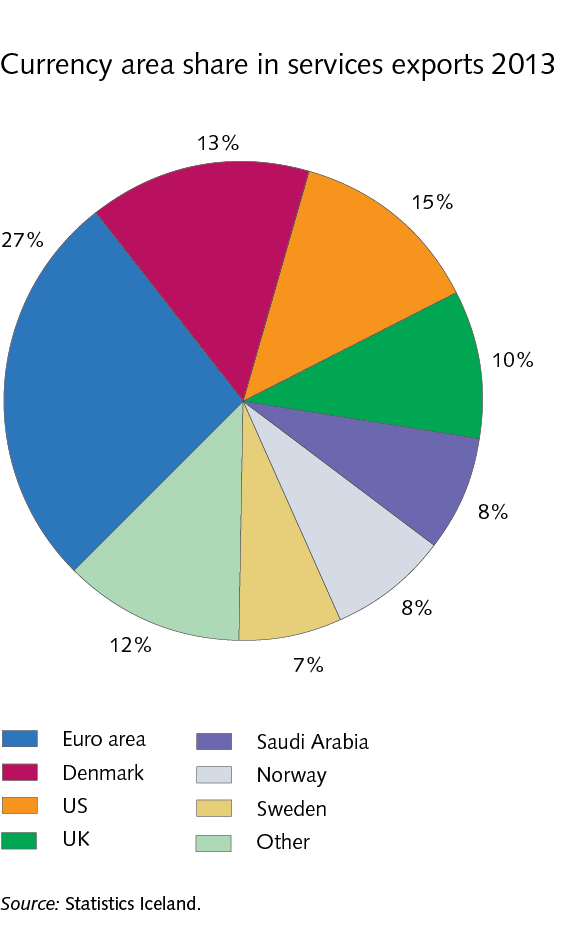 Currency area share in services exports 2013
13%
15%
27%
10%
8%
8%
12%
7%
Euro area
Denmark
US
UK
Saudi Arabia
Norway
Sweden
Other
Source: Statistics Iceland.